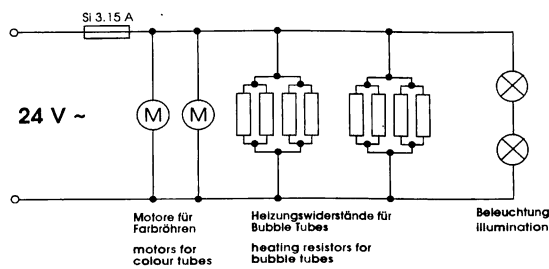 Si 3.15 A
24 V ~
M
M
Motore für
Farbröhren
motors for
colour tubes
Heizungswiderstände für
Bubble Tubes
heating resistors for
bubble tubes
Beleuchtung
illumination